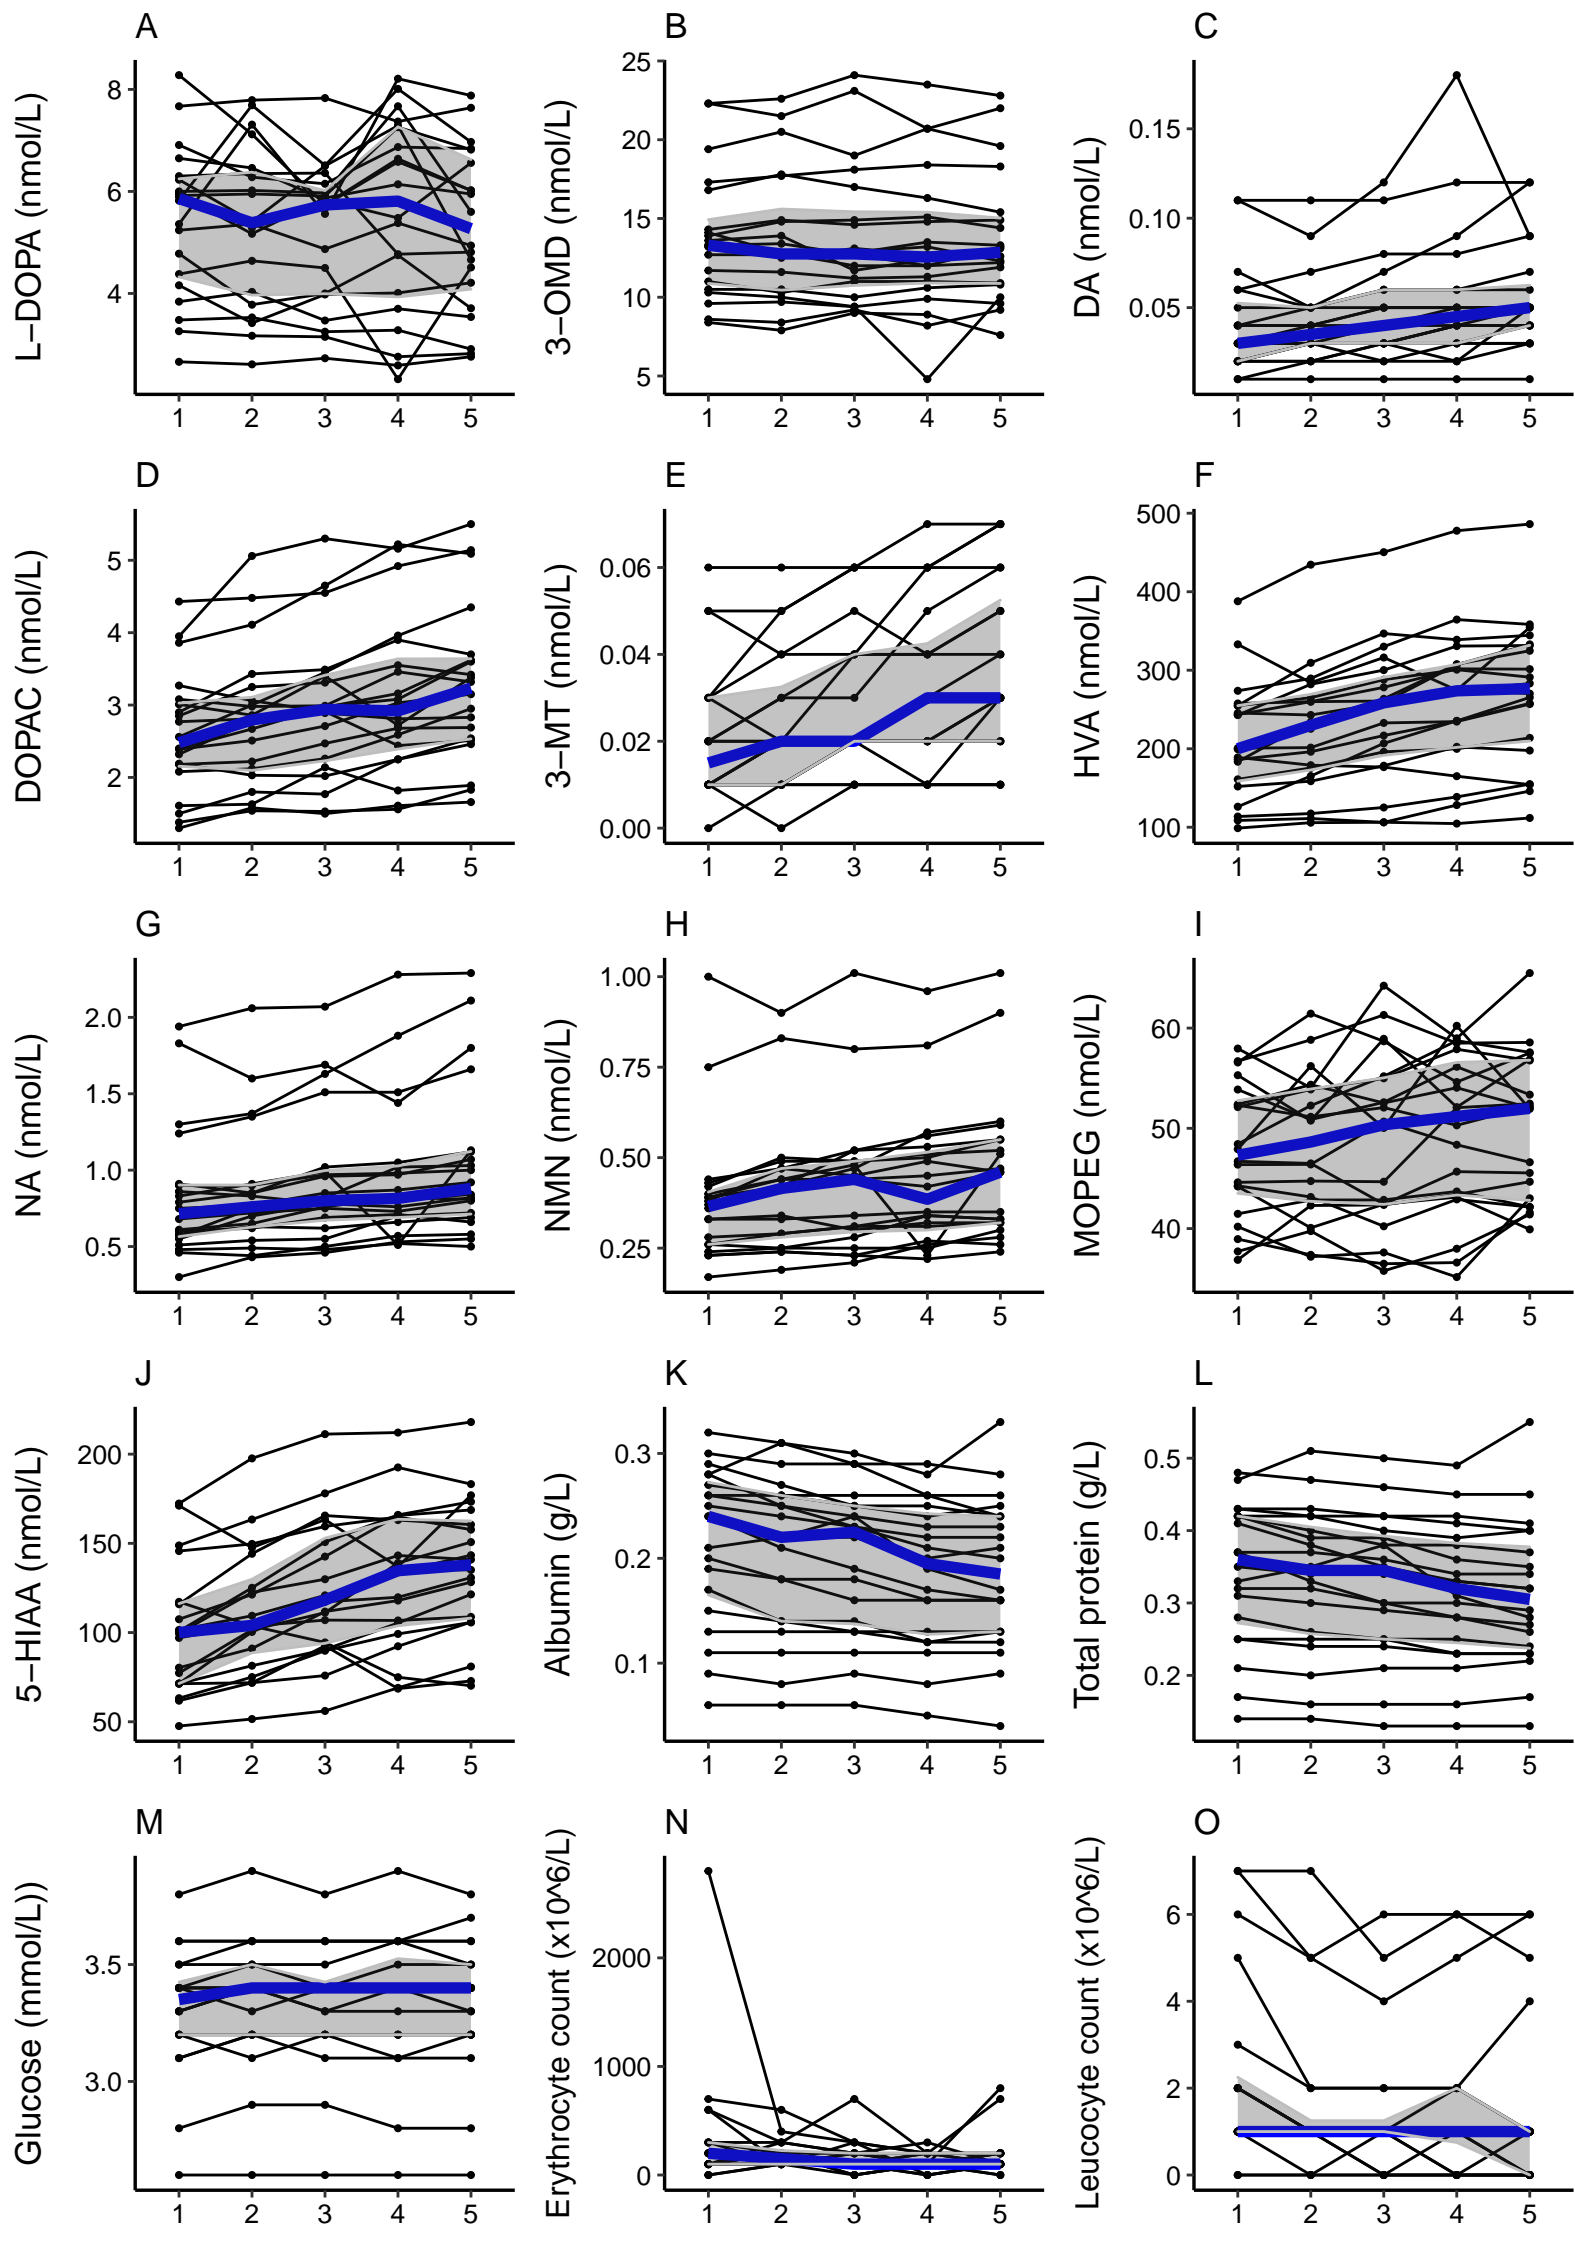 A
L–DOPA (nmol/L)
8
6
4
1 2 3 4 5
B
3–OMD (nmol/L)
25
20
15
10
5
1 2 3 4 5
C
DA (nmol/L)
0.15
0.10
0.05
1 2 3 4 5
D
DOPAC (nmol/L)
5
4
3
2
1 2 3 4 5
E
3–MT (nmol/L)
0.06
0.04
0.02
0.00
1 2 3 4 5
F
HVA (nmol/L)
500
400
300
200
100
1 2 3 4 5
G
NA (nmol/L)
2.0
1.5
1.0
0.5
1 2 3 4 5
H
NMN (nmol/L)
1.00
0.75
0.50
0.25
1 2 3 4 5
I
MOPEG (nmol/L)
60
50
40
1 2 3 4 5
J
5–HIAA (nmol/L)
200
150
100
50
1 2 3 4 5
K
Albumin (g/L)
0.3
0.2
0.1
1 2 3 4 5
L
Total protein (g/L)
0.5
0.4
0.3
0.2
1 2 3 4 5
M
Glucose (mmol/L))
3.5
3.0
1 2 3 4 5
N
Erythrocyte count (x10^6/L)
2000
1000
0
1 2 3 4 5
O
Leucocyte count (x10^6/L)
6
4
2
0
1 2 3 4 5